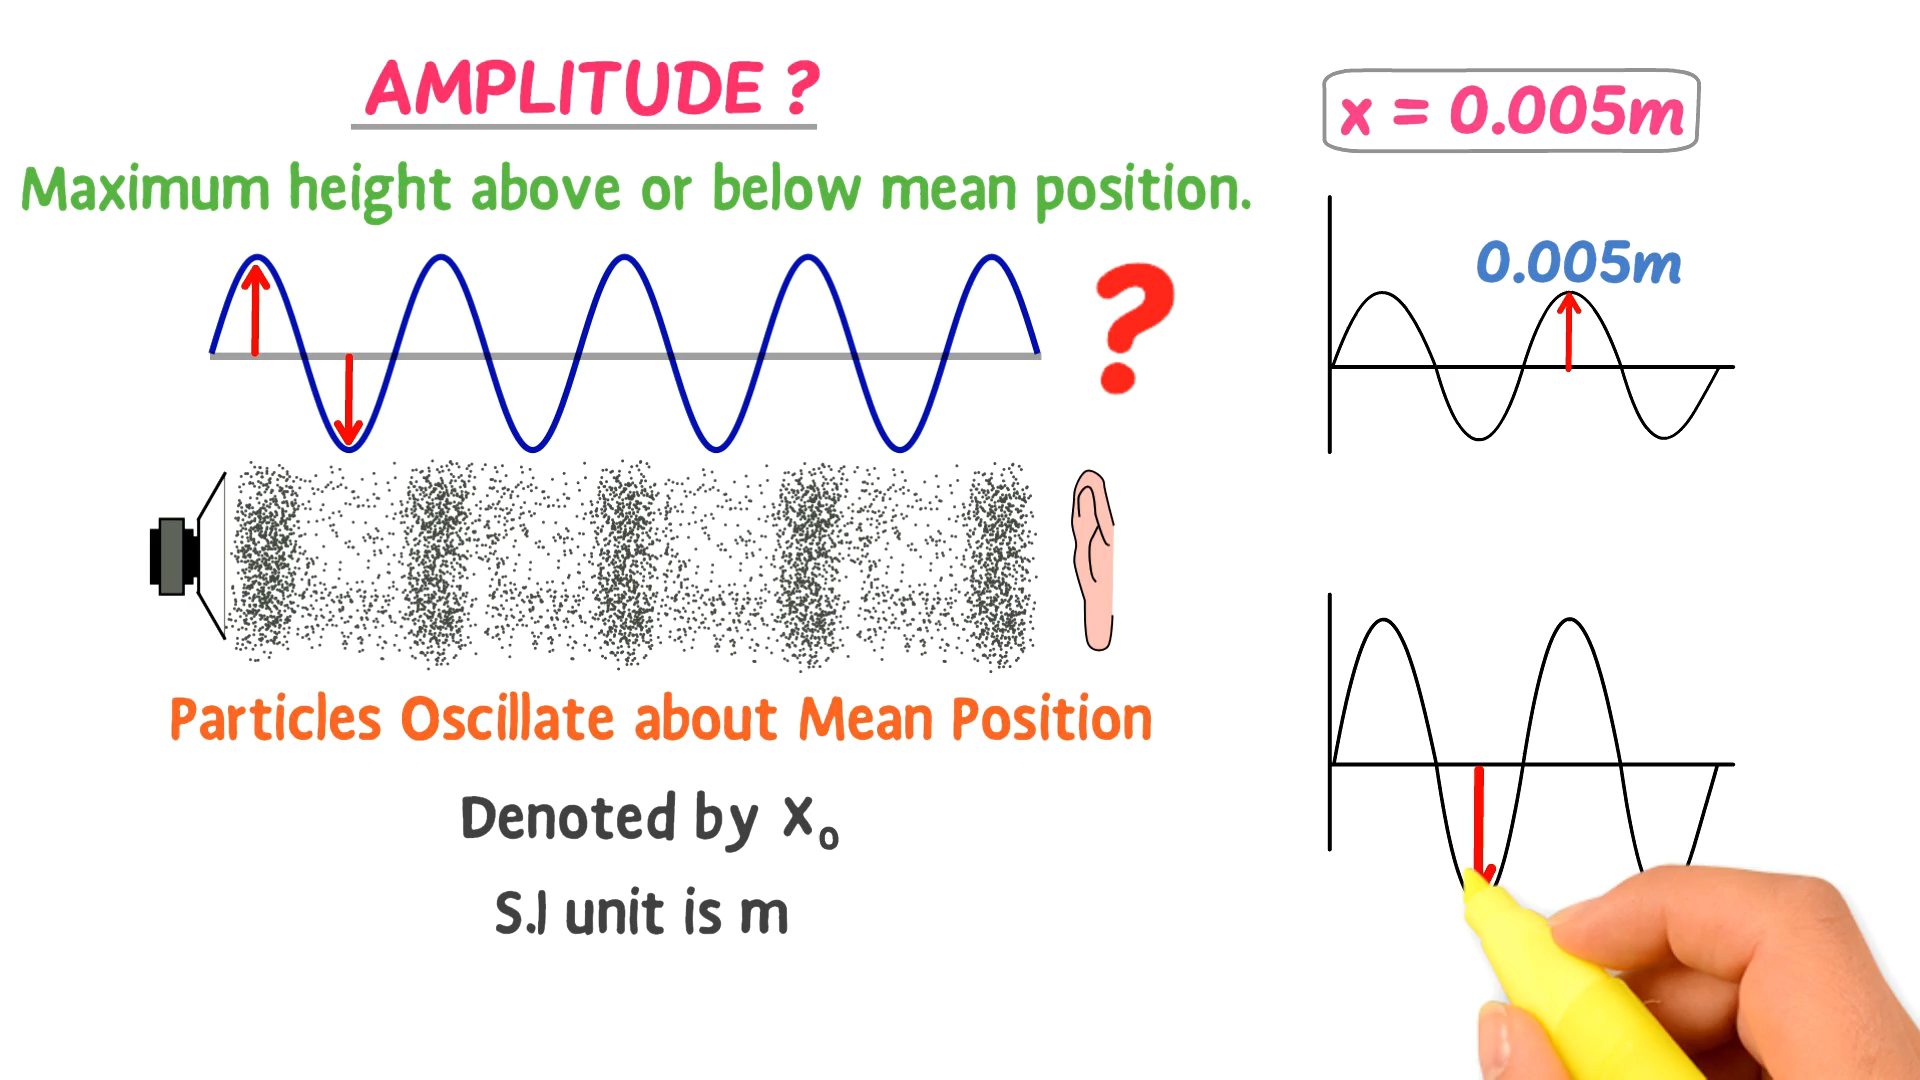 AMPLITUDE ?
Maximum height above or below mean position.
?
Particles Oscillate about Mean Position
Denoted by x₀
S.I unit is m
x = 0.005m
0.005m